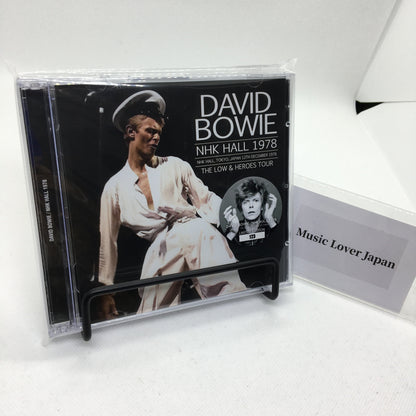 DAVID
BOWIE
NHK HALL 1978
NHK HALL, TOKYO, JAPAN 12TH DECEMBER 1978
THE LOW & HEROES TOUR
DAVID BOWIE / NHK HALL 1978
Music Lover Japan